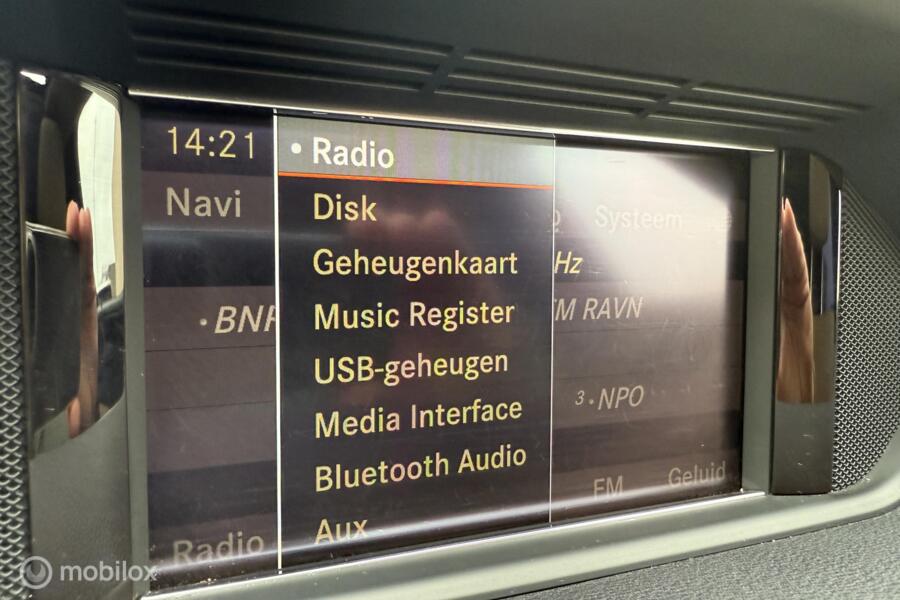 14:21
Navi
Systeem
• Radio
Disk
Geheugenkaart
Music Register
USB-geheugen
Media Interface
Bluetooth Audio
Aux
Hz
M RAVN
3 • NPO
FM
Geluid
Radio
mobilox